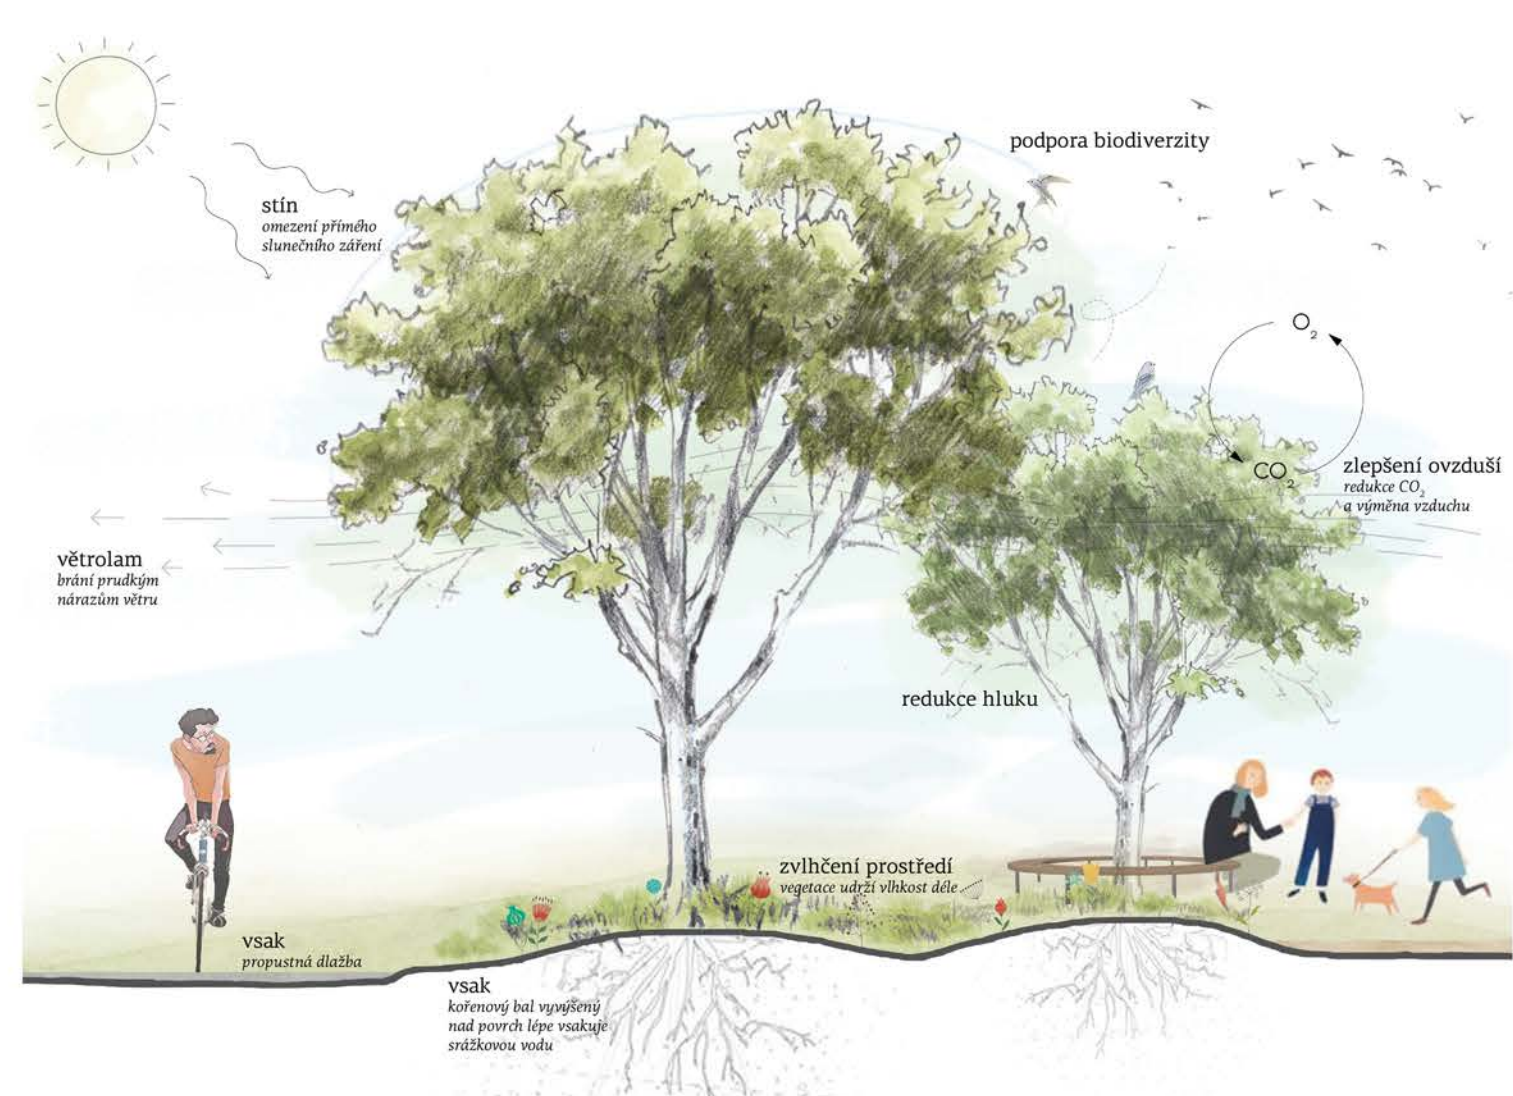 podpora biodiverzity
stín
omezení přímého
slunečního záření
O₂
CO₂
zlepšení ovzduší
redukce CO₂
a výměna vzduchu
větrolam
brání prudkým
nárazům větru
redukce hluku
zvlhčení prostředí
vegetace udrží vlhkost déle
vsak
propustná dlažba
vsak
kořenový bal vyvýšený
nad povrch lépe vsakuje
srážkovou vodu